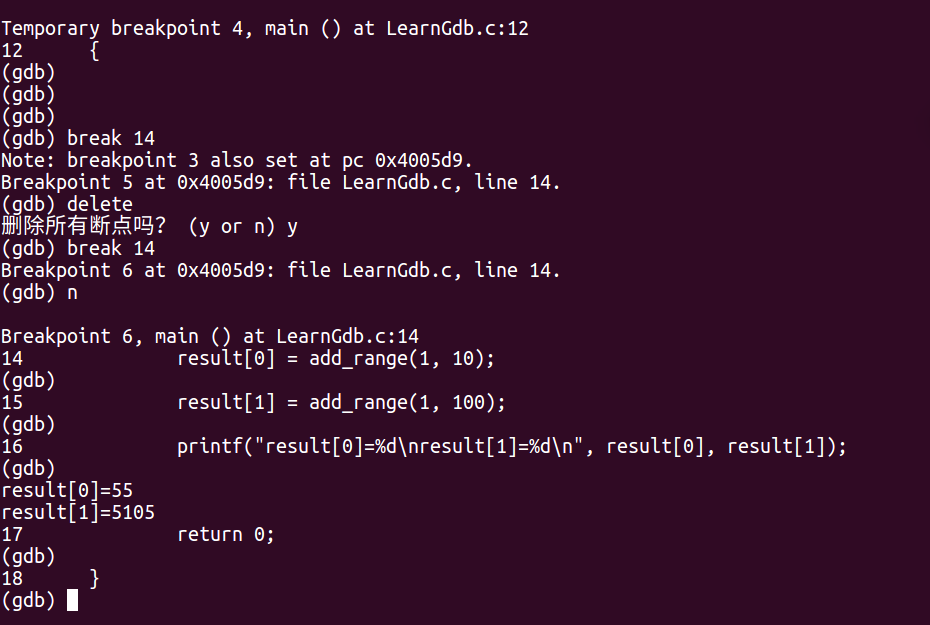 Temporary breakpoint 4, main () at LearnGdb.c:12
12      {
(gdb)
(gdb)
(gdb)
(gdb) break 14
Note: breakpoint 3 also set at pc 0x4005d9.
Breakpoint 5 at 0x4005d9: file LearnGdb.c, line 14.
(gdb) delete
删除所有断点吗？ (y or n) y
(gdb) break 14
Breakpoint 6 at 0x4005d9: file LearnGdb.c, line 14.
(gdb) n
Breakpoint 6, main () at LearnGdb.c:14
14              result[0] = add_range(1, 10);
(gdb)
15              result[1] = add_range(1, 100);
(gdb)
16              printf("result[0]=%d\nresult[1]=%d\n", result[0], result[1]);
(gdb)
result[0]=55
result[1]=5105
17              return 0;
(gdb)
18      }
(gdb)